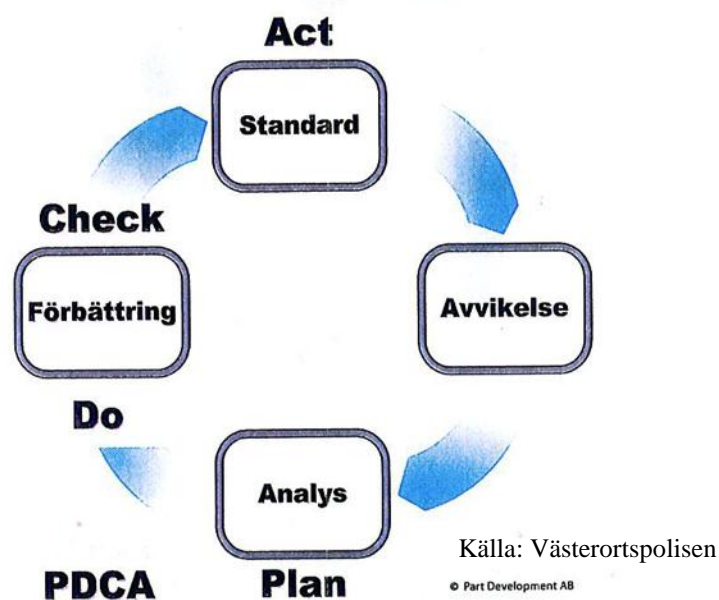 Act
Standard
Check
Förbättring
Avvikelse
Do
Analys
Källa: Västerortspolisen
PDCA
Plan
© Part Development AB